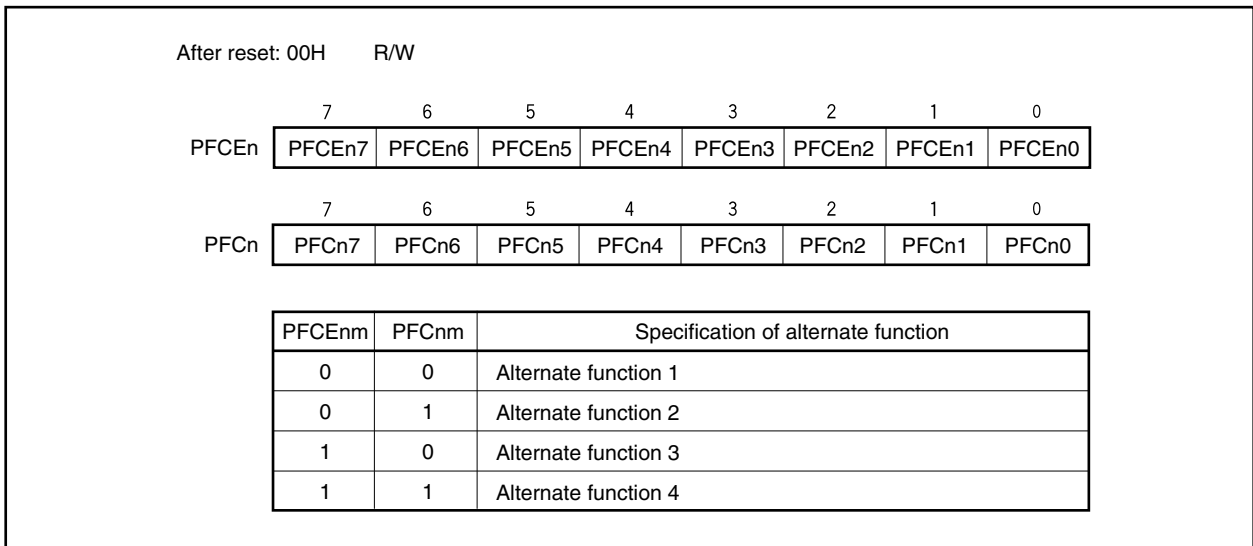 After reset: 00H R/W
7 6 5 4 3 2 1 0
PFCEn PFCEn7 PFCEn6 PFCEn5 PFCEn4 PFCEn3 PFCEn2 PFCEn1 PFCEn0
7 6 5 4 3 2 1 0
PFCn PFCn7 PFCn6 PFCn5 PFCn4 PFCn3 PFCn2 PFCn1 PFCn0
PFCEnm PFCnm Specification of alternate function
0 0 Alternate function 1
0 1 Alternate function 2
1 0 Alternate function 3
1 1 Alternate function 4